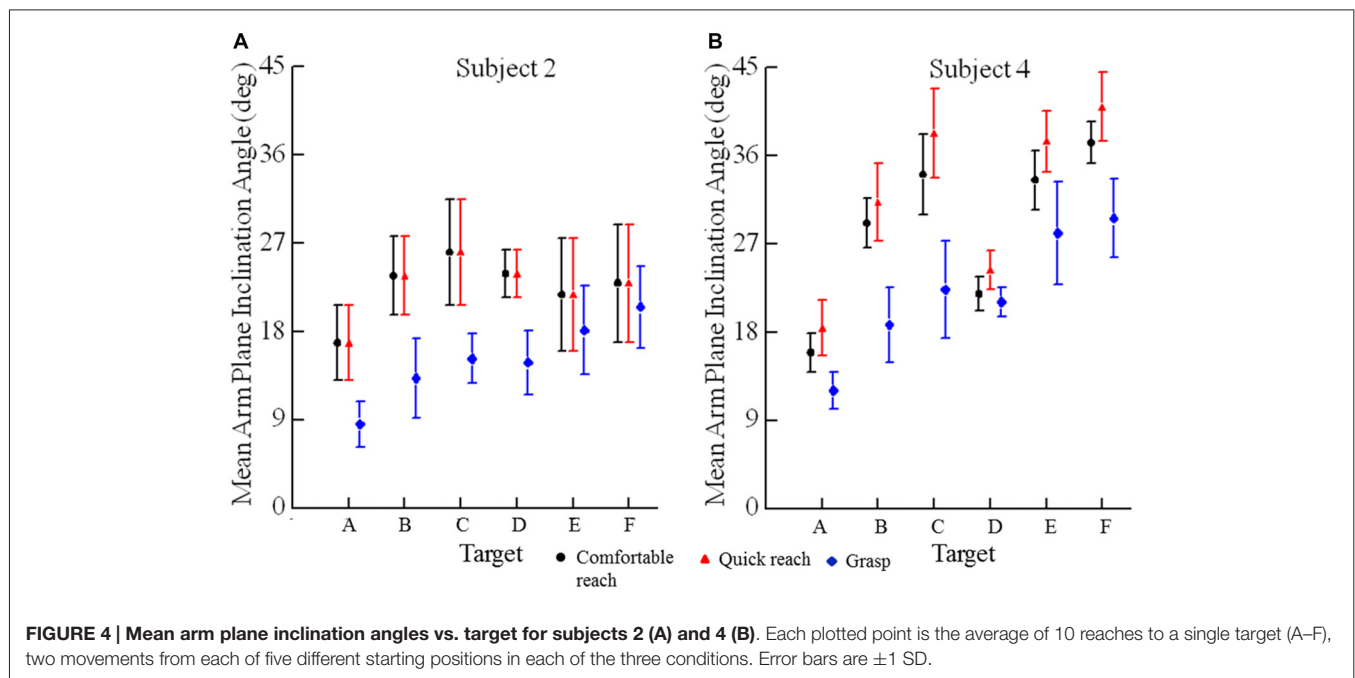 A
Subject 2
Mean Arm Plane Inclination Angle (deg)
45
36
27
18
9
0
A B C D E F
Target
B
Subject 4
Mean Arm Plane Inclination Angle (deg)
45
36
27
18
9
0
A B C D E F
Target
Comfortable
reach
Quick reach
Grasp
FIGURE 4 | Mean arm plane inclination angles vs. target for subjects 2 (A) and 4 (B). Each plotted point is the average of 10 reaches to a single target (A–F),
two movements from each of five different starting positions in each of the three conditions. Error bars are ±1 SD.